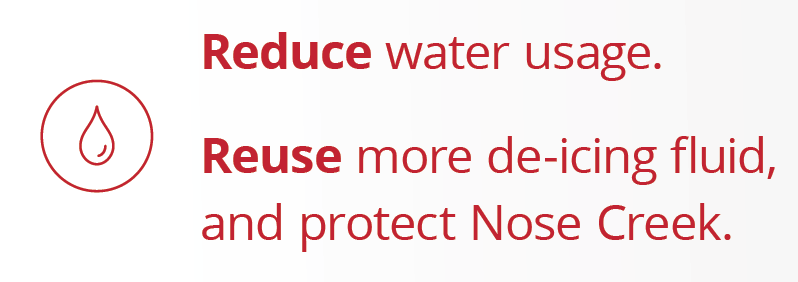 Reduce water usage.
Reuse more de-icing fluid,
and protect Nose Creek.